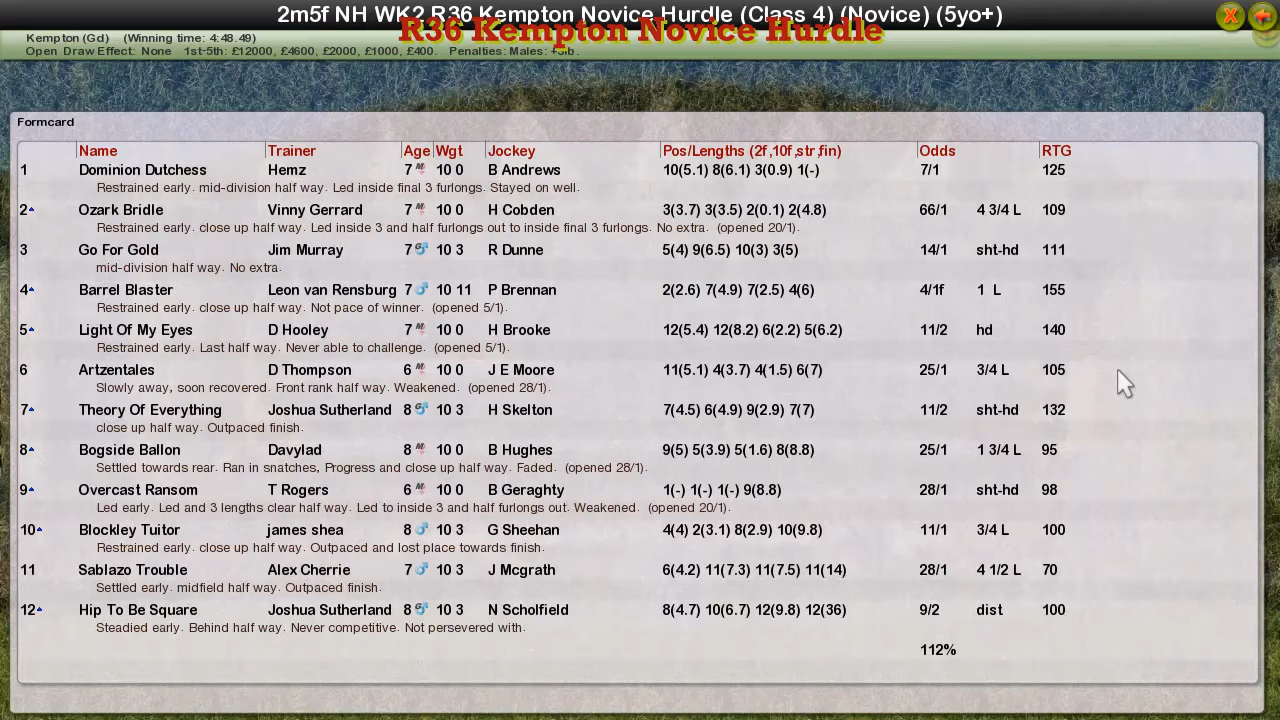 2m5f NH WK2 R36 Kempton Novice Hurdle (Class 4) (Novice) (5yo+)
R36 Kempton Novice Hurdle
Kempton (Gd) (Winning time: 4:48.49)
Open Draw Effect: None 1st-5th: £12000, £4600, £2000, £1000, £400. Penalties: Males: +3lb.
Formcard
Name Trainer Age Wgt Jockey Pos/Lengths (2f,10f,str,fin) Odds RTG
1 Dominion Dutchess Hemz 7 M 10 0 B Andrews 10(5.1) 8(6.1) 3(0.9) 1(-) 7/1 125
Restrained early. mid-division half way. Led inside final 3 furlongs. Stayed on well.
2 Ozark Bridle Vinny Gerrard 7 M 10 0 H Cobden 3(3.7) 3(3.5) 2(0.1) 2(4.8) 66/1 4 3/4 L 109
Restrained early. close up half way. Led inside 3 and half furlongs out to inside final 3 furlongs. No extra. (opened 20/1).
3 Go For Gold Jim Murray 7 G 10 3 R Dunne 5(4) 9(6.5) 10(3) 3(5) 14/1 sht-hd 111
mid-division half way. No extra.
4 Barrel Blaster Leon van Rensburg 7 10 11 P Brennan 2(2.6) 7(4.9) 7(2.5) 4(6) 4/1f 1 L 155
Restrained early. close up half way. Not pace of winner. (opened 5/1).
5 Light Of My Eyes D Hooley 7 M 10 0 H Brooke 12(5.4) 12(8.2) 6(2.2) 5(6.2) 11/2 hd 140
Restrained early. Last half way. Never able to challenge. (opened 5/1).
6 Artzentales D Thompson 6 M 10 0 J E Moore 11(5.1) 4(3.7) 4(1.5) 6(7) 25/1 3/4 L 105
Slowly away, soon recovered. Front rank half way. Weakened. (opened 28/1).
7 Theory Of Everything Joshua Sutherland 8 G 10 3 H Skelton 7(4.5) 6(4.9) 9(2.9) 7(7) 11/2 sht-hd 132
close up half way. Outpaced finish.
8 Bogside Ballon Davylad 8 M 10 0 B Hughes 9(5) 5(3.9) 5(1.6) 8(8.8) 25/1 1 3/4 L 95
Settled towards rear. Ran in snatches, Progress and close up half way. Faded. (opened 28/1).
9 Overcast Ransom T Rogers 6 M 10 0 B Geraghty 1(-) 1(-) 1(-) 9(8.8) 28/1 sht-hd 98
Led early. Led and 3 lengths clear half way. Led to inside 3 and half furlongs out. Weakened. (opened 20/1).
10 Blockley Tuitor james shea 8 10 3 G Sheehan 4(4) 2(3.1) 8(2.9) 10(9.8) 11/1 3/4 L 100
Restrained early. close up half way. Outpaced and lost place towards finish.
11 Sablazo Trouble Alex Cherrie 7 10 3 J Mcgrath 6(4.2) 11(7.3) 11(7.5) 11(14) 28/1 4 1/2 L 70
Settled early. midfield half way. Outpaced finish.
12 Hip To Be Square Joshua Sutherland 8 G 10 3 N Scholfield 8(4.7) 10(6.7) 12(9.8) 12(36) 9/2 dist 100
Steadied early. Behind half way. Never competitive. Not persevered with.
112%